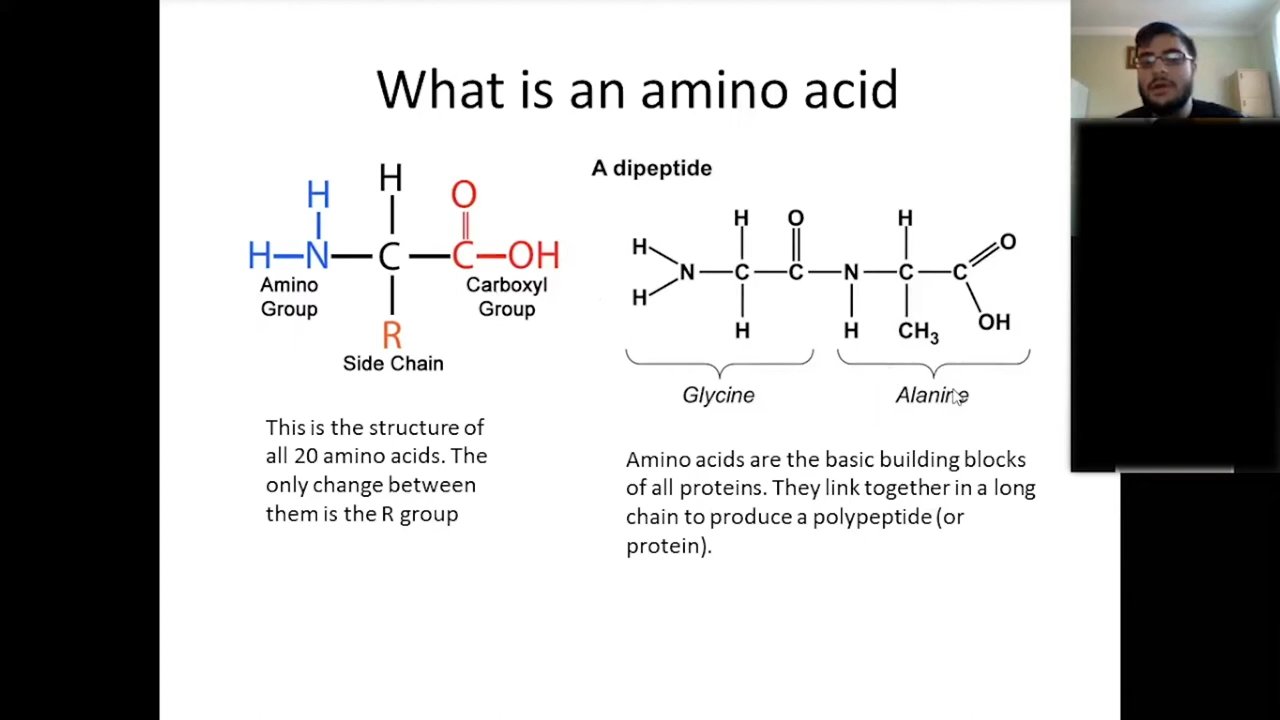 What is an amino acid
H
H
O
H—N—C—C—OH
Amino
Group
Carboxyl
Group
R
Side Chain
This is the structure of
all 20 amino acids. The
only change between
them is the R group
A dipeptide
H O H
H O
N C C N C C
H
H H CH₃ OH
Glycine Alanine
Amino acids are the basic building blocks
of all proteins. They link together in a long
chain to produce a polypeptide (or
protein).